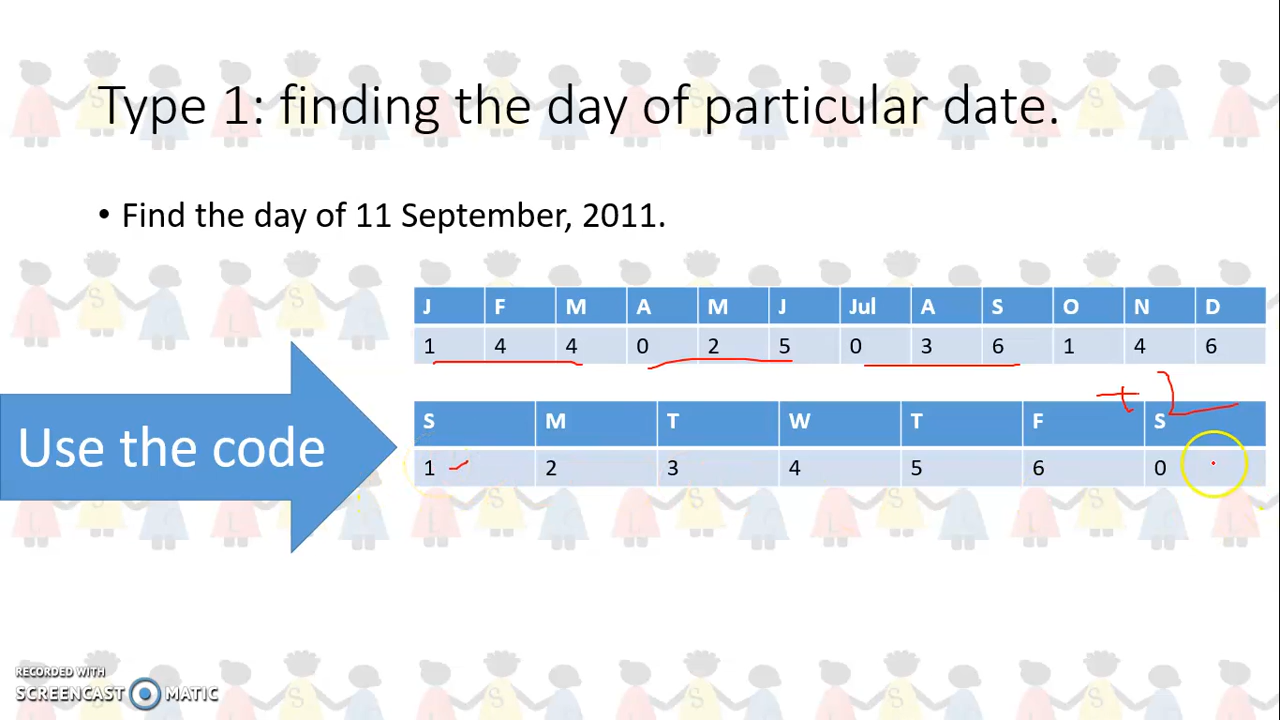 Type 1: finding the day of particular date.
• Find the day of 11 September, 2011.
J F M A M J Jul A S O N D
1 4 4 0 2 5 0 3 6 1 4 6
+2
S M T W T F S
1 2 3 4 5 6 0
Use the code
RECORDED WITH
SCREENCAST MATIC